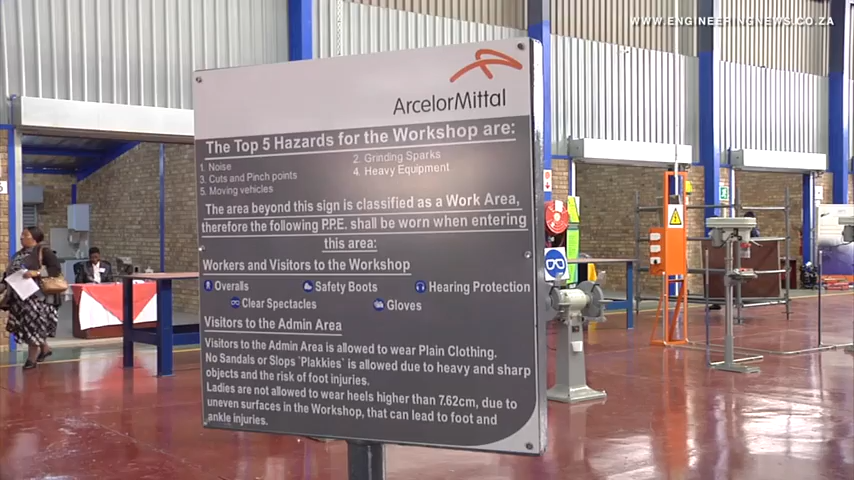 WWW.ENGINEERINGNEWS.CO.ZA
ArcelorMittal
The Top 5 Hazards for the Workshop are:
1. Noise
2. Grinding Sparks
3. Cuts and Pinch points
4. Heavy Equipment
5. Moving vehicles
The area beyond this sign is classified as a Work Area,
therefore the following P.P.E. shall be worn when entering
this area:
Workers and Visitors to the Workshop
Overalls Safety Boots Hearing Protection
Clear Spectacles Gloves
Visitors to the Admin Area
Visitors to the Admin Area is allowed to wear Plain Clothing.
No Sandals or Slops `Plakkies` is allowed due to heavy and sharp
objects and the risk of foot injuries.
Ladies are not allowed to wear heels higher than 7.62cm, due to
uneven surfaces in the Workshop, that can lead to foot and
ankle injuries.